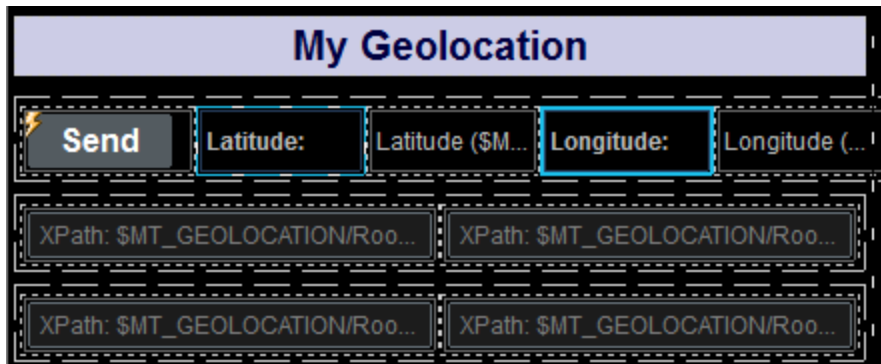 My Geolocation
Send Latitude: Latitude ($M... Longitude: Longitude (...
XPath: $MT_GEOLOCATION/Roo... XPath: $MT_GEOLOCATION/Roo...
XPath: $MT_GEOLOCATION/Roo... XPath: $MT_GEOLOCATION/Roo...